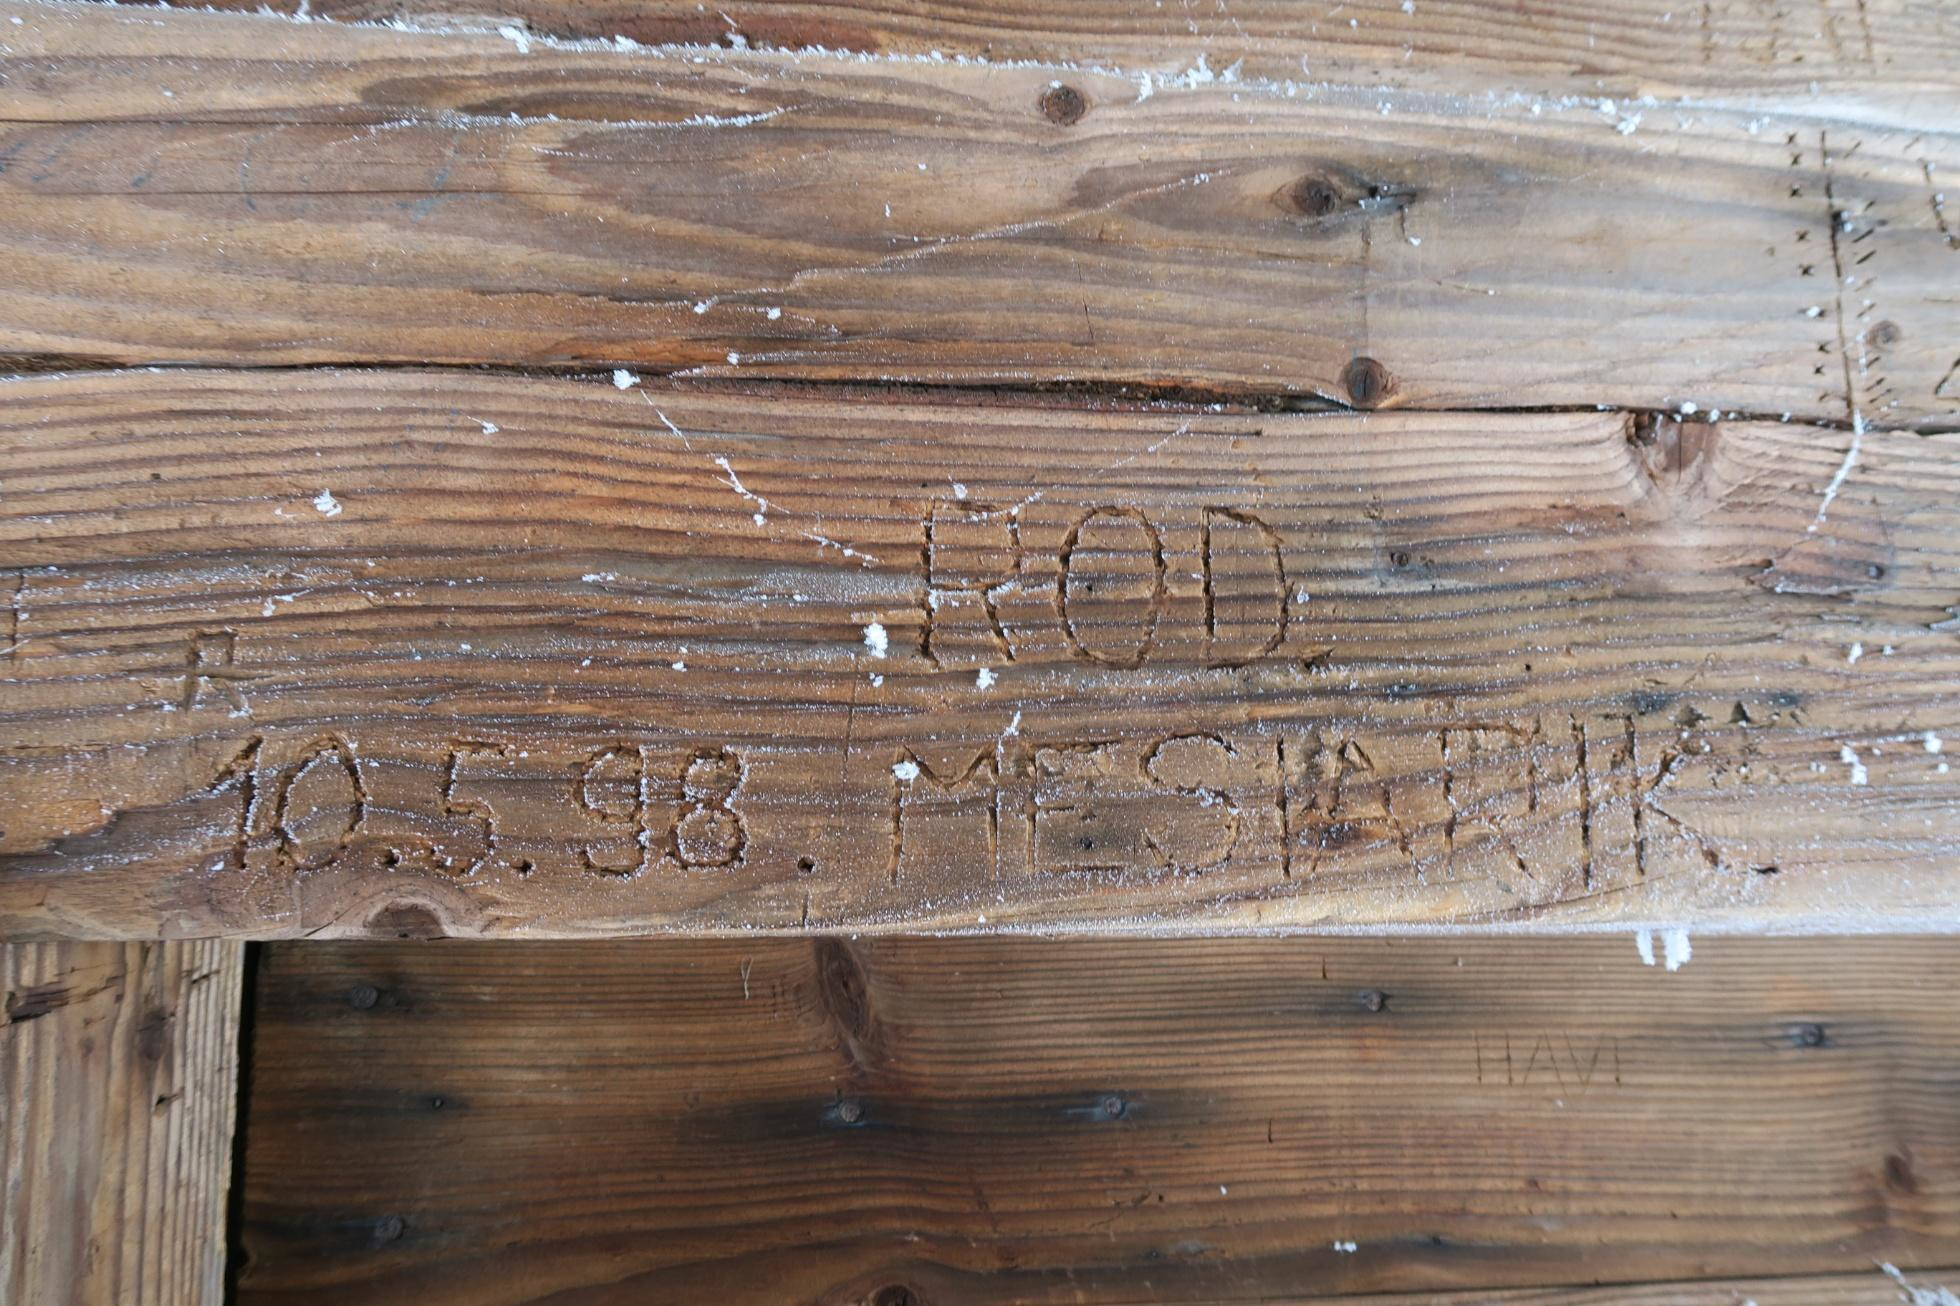 ROD.
R
10.5.98. MESIARIK
HAVI